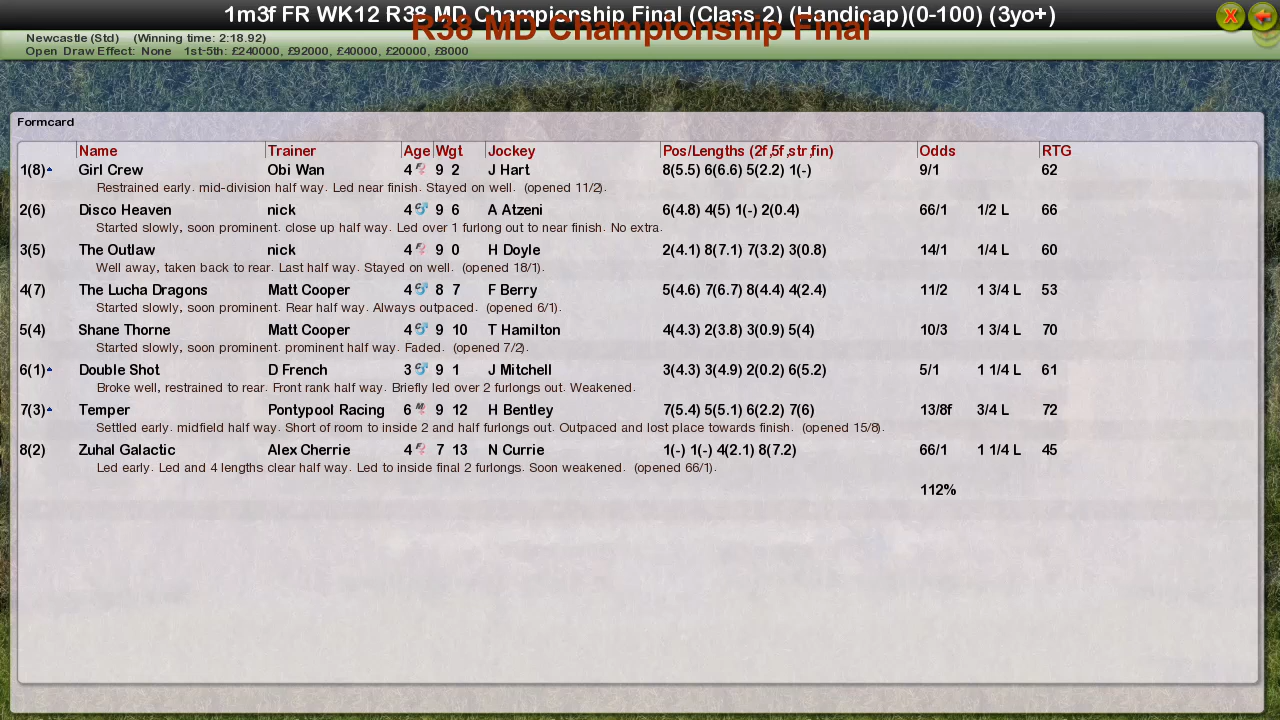 1m3f FR WK12 R38 MD Championship Final (Class 2) (Handicap)(0-100) (3yo+)
R38 MD Championship Final
X
Newcastle (Std) (Winning time: 2:18.92)
Open Draw Effect: None 1st-5th: £240000, £92000, £40000, £20000, £8000
Formcard
Name Trainer Age Wgt Jockey Pos/Lengths (2f,5f,str,fin) Odds RTG
1(8) Girl Crew Obi Wan 4 F 9 2 J Hart 8(5.5) 6(6.6) 5(2.2) 1(-) 9/1 62
Restrained early. mid-division half way. Led near finish. Stayed on well. (opened 11/2).
2(6) Disco Heaven nick 4 9 6 A Atzeni 6(4.8) 4(5) 1(-) 2(0.4) 66/1 1/2 L 66
Started slowly, soon prominent. close up half way. Led over 1 furlong out to near finish. No extra.
3(5) The Outlaw nick 4 F 9 0 H Doyle 2(4.1) 8(7.1) 7(3.2) 3(0.8) 14/1 1/4 L 60
Well away, taken back to rear. Last half way. Stayed on well. (opened 18/1).
4(7) The Lucha Dragons Matt Cooper 4 8 7 F Berry 5(4.6) 7(6.7) 8(4.4) 4(2.4) 11/2 1 3/4 L 53
Started slowly, soon prominent. Rear half way. Always outpaced. (opened 6/1).
5(4) Shane Thorne Matt Cooper 4 9 10 T Hamilton 4(4.3) 2(3.8) 3(0.9) 5(4) 10/3 1 3/4 L 70
Started slowly, soon prominent. prominent half way. Faded. (opened 7/2).
6(1) Double Shot D French 3 9 1 J Mitchell 3(4.3) 3(4.9) 2(0.2) 6(5.2) 5/1 1 1/4 L 61
Broke well, restrained to rear. Front rank half way. Briefly led over 2 furlongs out. Weakened.
7(3) Temper Pontypool Racing 6 M 9 12 H Bentley 7(5.4) 5(5.1) 6(2.2) 7(6) 13/8f 3/4 L 72
Settled early. midfield half way. Short of room to inside 2 and half furlongs out. Outpaced and lost place towards finish. (opened 15/8).
8(2) Zuhal Galactic Alex Cherrie 4 F 7 13 N Currie 1(-) 1(-) 4(2.1) 8(7.2) 66/1 1 1/4 L 45
Led early. Led and 4 lengths clear half way. Led to inside final 2 furlongs. Soon weakened. (opened 66/1).
112%